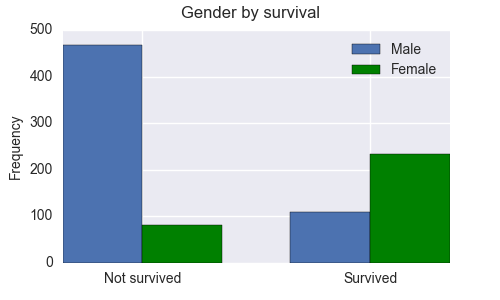 Gender by survival
Male
Female
Frequency
500
400
300
200
100
0
Not survived
Survived